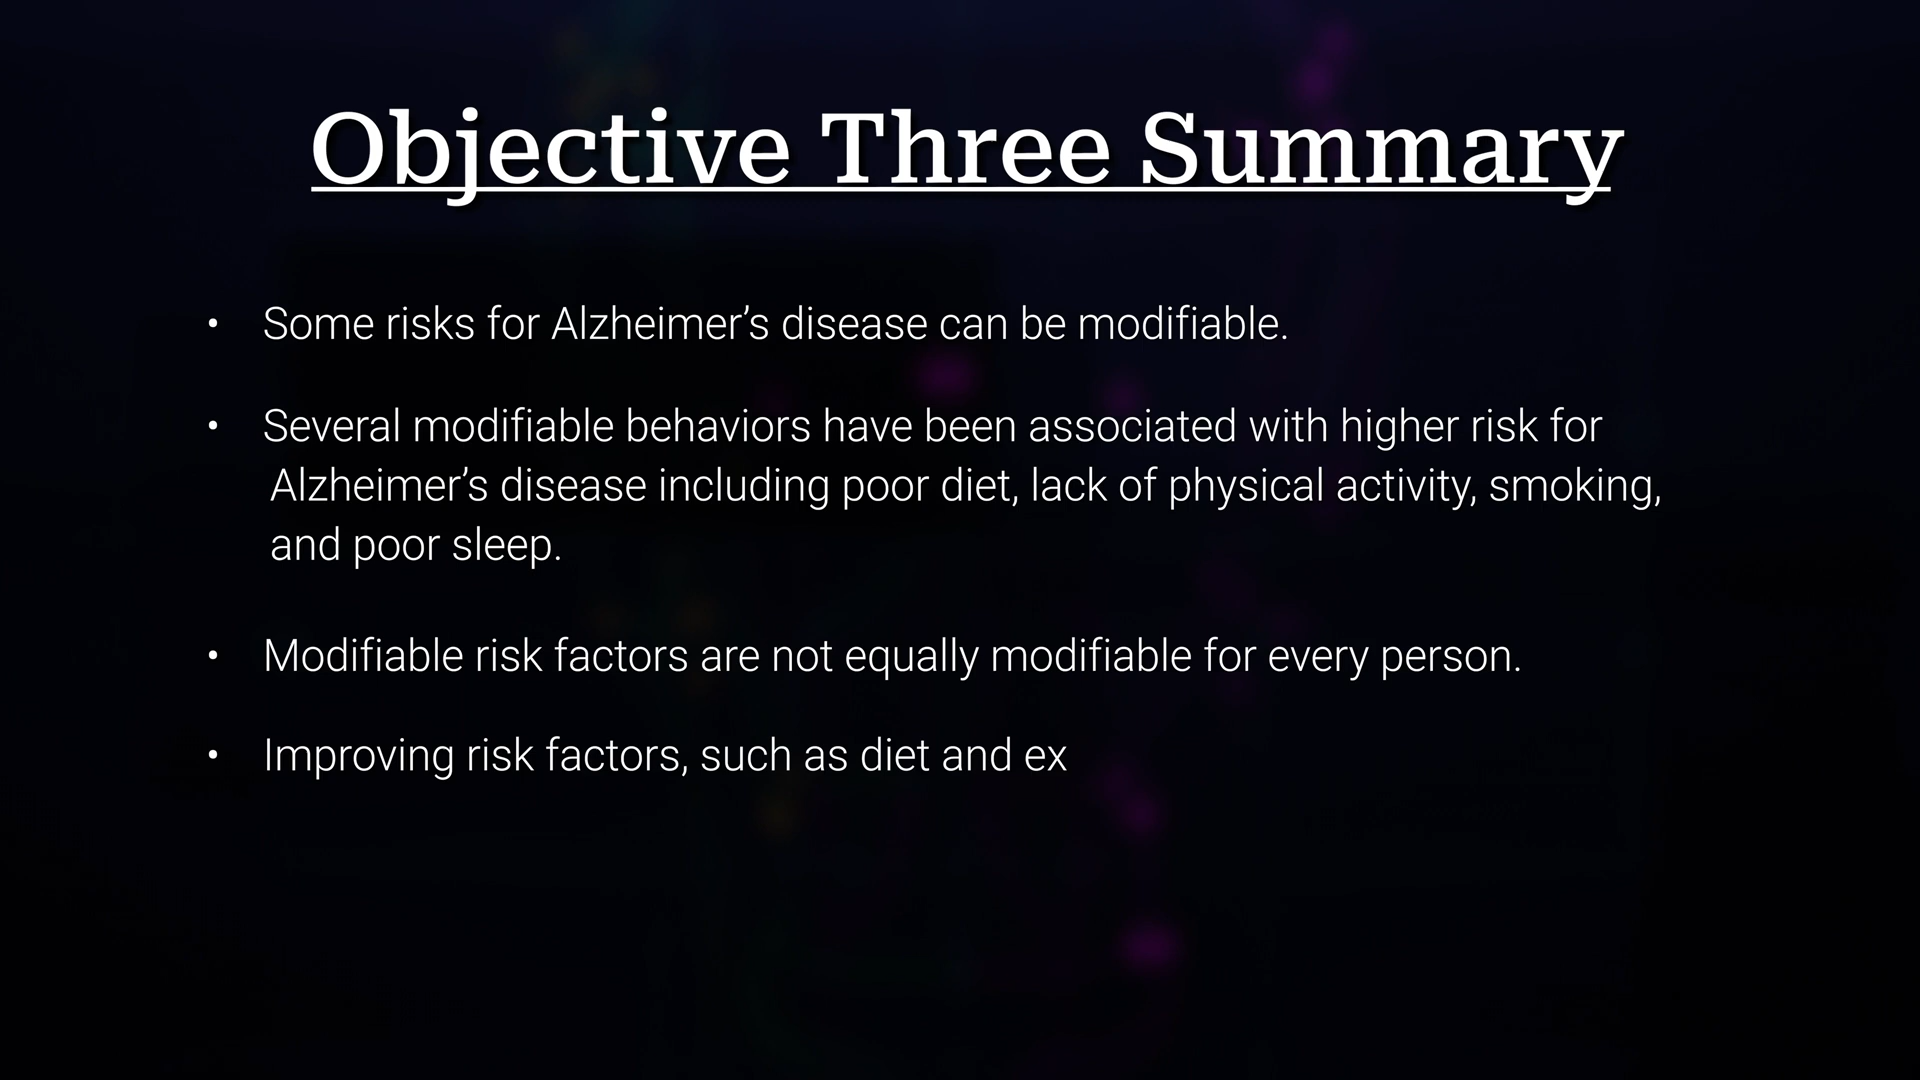 Objective Three Summary
• Some risks for Alzheimer’s disease can be modifiable.
• Several modifiable behaviors have been associated with higher risk for
Alzheimer’s disease including poor diet, lack of physical activity, smoking,
and poor sleep.
• Modifiable risk factors are not equally modifiable for every person.
• Improving risk factors, such as diet and ex